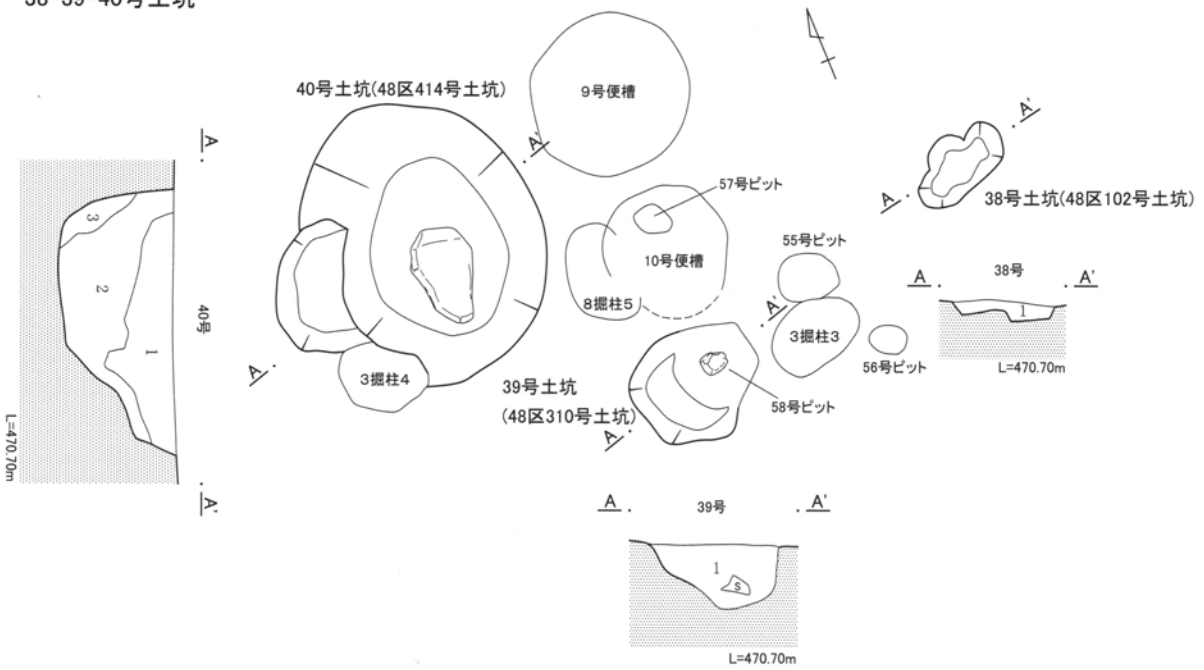 38・39・40号土坑
40号土坑(48区414号土坑)
9号便槽
A
A'
57号ピット
10号便槽
8掘柱5
55号ピット
3掘柱3
56号ピット
A
A'
38号土坑(48区102号土坑)
A
38号
A'
1
L=470.70m
3掘柱4
A
A'
39号土坑
(48区310号土坑)
A
58号ピット
A
40号
A'
1
2
3
L=470.70m
A
39号
A'
1
S
L=470.70m